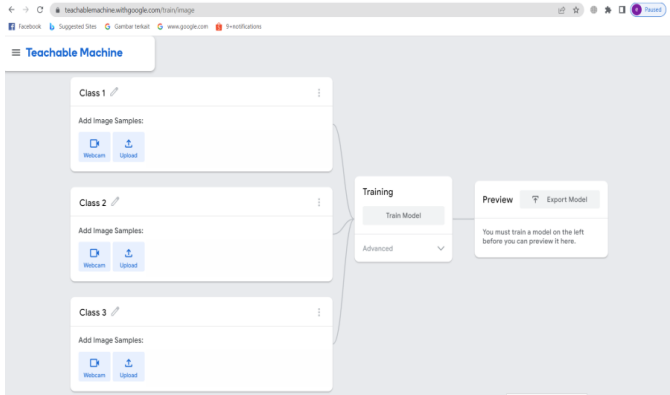 teachablemachine.withgoogle.com/train/image
Paused
Facebook
Suggested Sites
Gambar terkait
www.google.com
9+notifications
Teachable Machine
Class 1
Add Image Samples:
Webcam
Upload
Class 2
Add Image Samples:
Webcam
Upload
Class 3
Add Image Samples:
Webcam
Upload
Training
Train Model
Advanced
Preview
Export Model
You must train a model on the left
before you can preview it here.